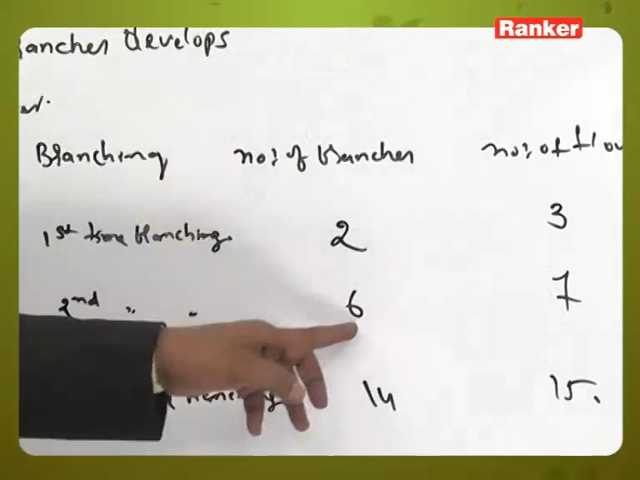 Ranker
Branches develops
Branching no: of branches no: of flow
1st time branching 2 3
2nd " " 6 7
branching 14 15.